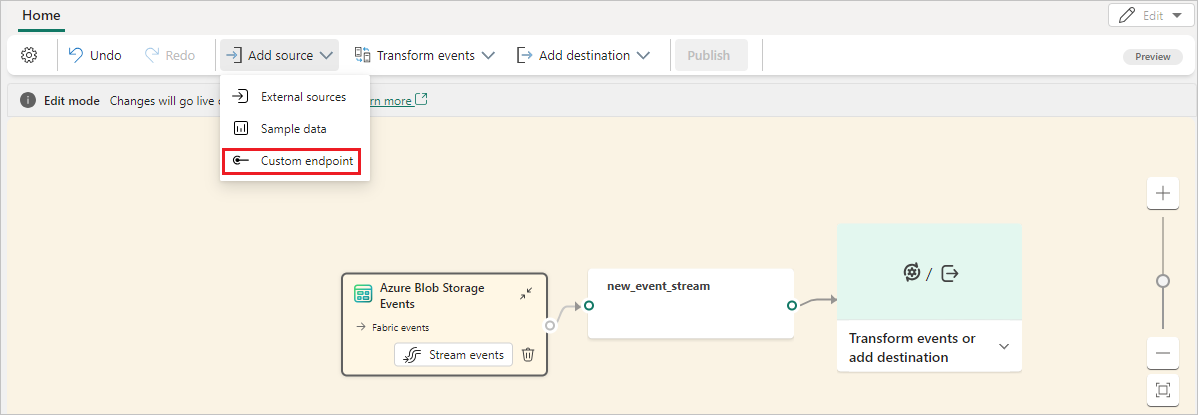 Home
Edit
Undo
Redo
Add source
Transform events
Add destination
Publish
Preview
Edit mode Changes will go live
more
External sources
Sample data
Custom endpoint
Azure Blob Storage
Events
Fabric events
Stream events
new_event_stream
/
Transform events or
add destination